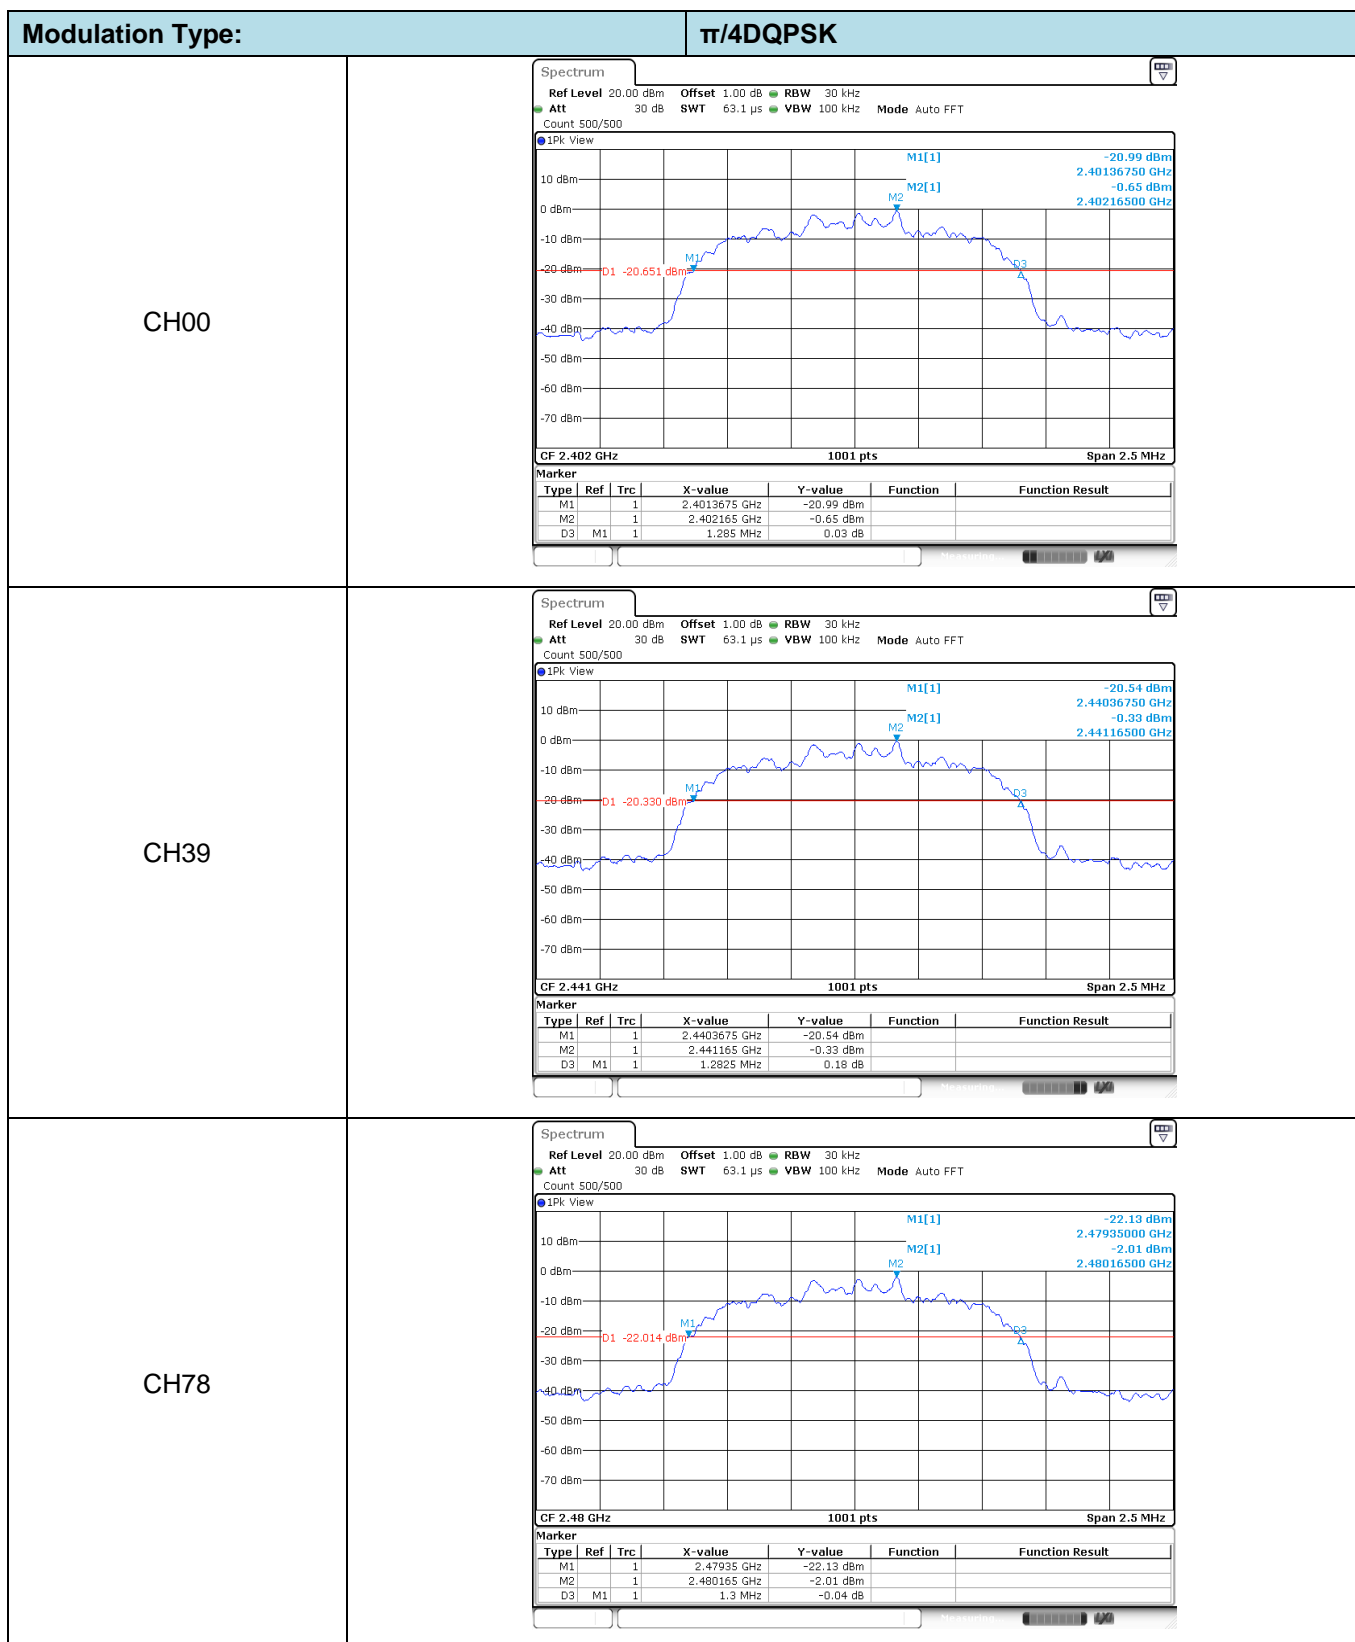 Modulation Type: π/4DQPSK
CH00
Spectrum
Ref Level 20.00 dBm Offset 1.00 dB RBW 30 kHz
Att 30 dB SWT 63.1 µs VBW 100 kHz Mode Auto FFT
Count 500/500
1Pk View
M1[1] -20.99 dBm
2.40136750 GHz
10 dBm
M2[1] -0.65 dBm
M2 2.40216500 GHz
0 dBm
-10 dBm
M1
D3
-20 dBm D1 -20.651 dBm
-30 dBm
-40 dBm
-50 dBm
-60 dBm
-70 dBm
CF 2.402 GHz 1001 pts Span 2.5 MHz
Marker
Type Ref Trc X-value Y-value Function Function Result
M1 1 2.4013675 GHz -20.99 dBm
M2 1 2.402165 GHz -0.65 dBm
D3 M1 1 1.285 MHz 0.03 dB
Measuring...
CH39
Spectrum
Ref Level 20.00 dBm Offset 1.00 dB RBW 30 kHz
Att 30 dB SWT 63.1 µs VBW 100 kHz Mode Auto FFT
Count 500/500
1Pk View
M1[1] -20.54 dBm
2.44036750 GHz
10 dBm
M2[1] -0.33 dBm
M2 2.44116500 GHz
0 dBm
-10 dBm
M1
D3
-20 dBm D1 -20.330 dBm
-30 dBm
-40 dBm
-50 dBm
-60 dBm
-70 dBm
CF 2.441 GHz 1001 pts Span 2.5 MHz
Marker
Type Ref Trc X-value Y-value Function Function Result
M1 1 2.4403675 GHz -20.54 dBm
M2 1 2.441165 GHz -0.33 dBm
D3 M1 1 1.2825 MHz 0.18 dB
Measuring...
CH78
Spectrum
Ref Level 20.00 dBm Offset 1.00 dB RBW 30 kHz
Att 30 dB SWT 63.1 µs VBW 100 kHz Mode Auto FFT
Count 500/500
1Pk View
M1[1] -22.13 dBm
2.47935000 GHz
10 dBm
M2[1] -2.01 dBm
M2 2.48016500 GHz
0 dBm
-10 dBm
M1
D3
-20 dBm
D1 -22.014 dBm
-30 dBm
-40 dBm
-50 dBm
-60 dBm
-70 dBm
CF 2.48 GHz 1001 pts Span 2.5 MHz
Marker
Type Ref Trc X-value Y-value Function Function Result
M1 1 2.47935 GHz -22.13 dBm
M2 1 2.480165 GHz -2.01 dBm
D3 M1 1 1.3 MHz -0.04 dB
Measuring...